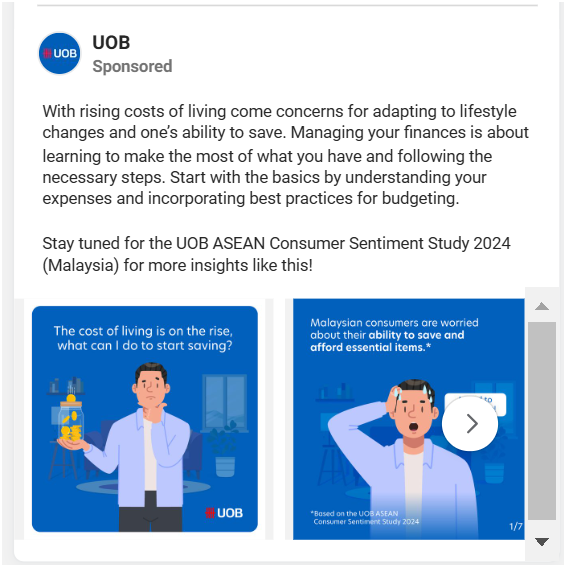 UOB
UOB
Sponsored
With rising costs of living come concerns for adapting to lifestyle
changes and one's ability to save. Managing your finances is about
learning to make the most of what you have and following the
necessary steps. Start with the basics by understanding your
expenses and incorporating best practices for budgeting.
Stay tuned for the UOB ASEAN Consumer Sentiment Study 2024
(Malaysia) for more insights like this!
The cost of living is on the rise,
what can I do to start saving?
UOB
Malaysian consumers are worried
about their ability to save and
afford essential items.*
to
*Based on the UOB ASEAN
Consumer Sentiment Study 2024
1/7